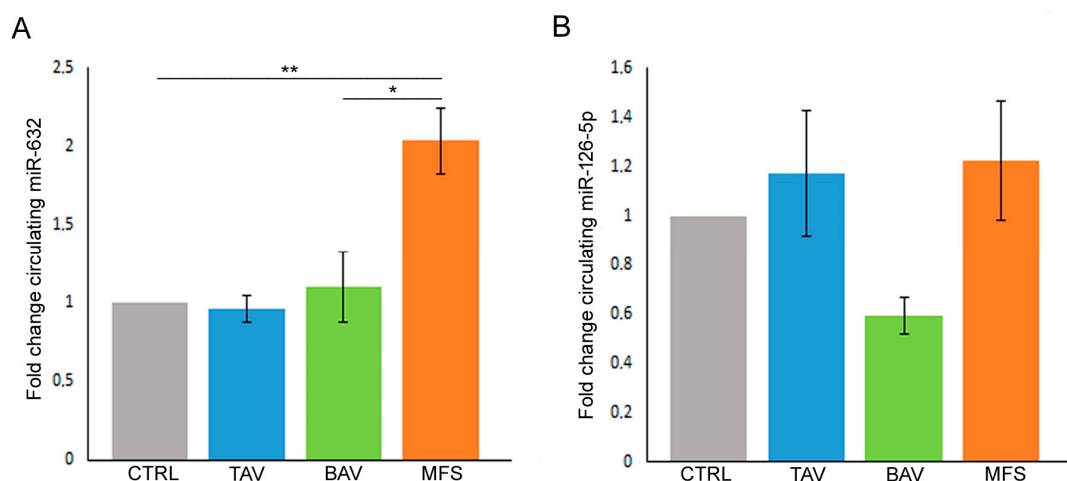 A
Fold change circulating miR-632
2.5
2
1.5
1
0.5
0
**
*
CTRL TAV BAV MFS
B
Fold change circulating miR-126-5p
1.6
1.4
1.2
1
0.8
0.6
0.4
0.2
0
CTRL TAV BAV MFS